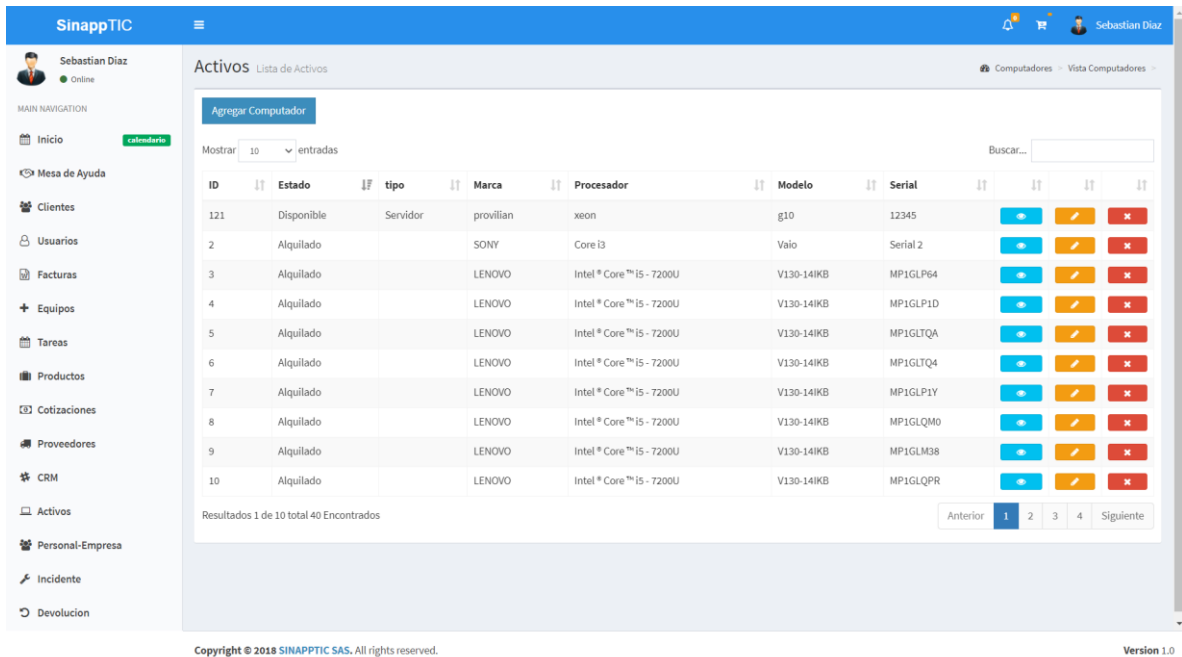 SinappTIC
0
Sebastian Diaz
Sebastian Diaz
Online
MAIN NAVIGATION
Inicio calendario
Mesa de Ayuda
Clientes
Usuarios
Facturas
Equipos
Tareas
Productos
Cotizaciones
Proveedores
CRM
Activos
Personal-Empresa
Incidente
Devolucion
Activos Lista de Activos
Computadores > Vista Computadores >
Agregar Computador
Mostrar 10 entradas
Buscar...
ID Estado tipo Marca Procesador Modelo Serial
121 Disponible Servidor provilian xeon g10 12345
2 Alquilado SONY Core i3 Vaio Serial 2
3 Alquilado LENOVO Intel ® Core ™ i5 - 7200U V130-14IKB MP1GLP64
4 Alquilado LENOVO Intel ® Core ™ i5 - 7200U V130-14IKB MP1GLP1D
5 Alquilado LENOVO Intel ® Core ™ i5 - 7200U V130-14IKB MP1GLTQA
6 Alquilado LENOVO Intel ® Core ™ i5 - 7200U V130-14IKB MP1GLTQ4
7 Alquilado LENOVO Intel ® Core ™ i5 - 7200U V130-14IKB MP1GLP1Y
8 Alquilado LENOVO Intel ® Core ™ i5 - 7200U V130-14IKB MP1GLQM0
9 Alquilado LENOVO Intel ® Core ™ i5 - 7200U V130-14IKB MP1GLM38
10 Alquilado LENOVO Intel ® Core ™ i5 - 7200U V130-14IKB MP1GLQPR
Resultados 1 de 10 total 40 Encontrados
Anterior 1 2 3 4 Siguiente
Copyright © 2018 SINAPPTIC SAS. All rights reserved.
Version 1.0